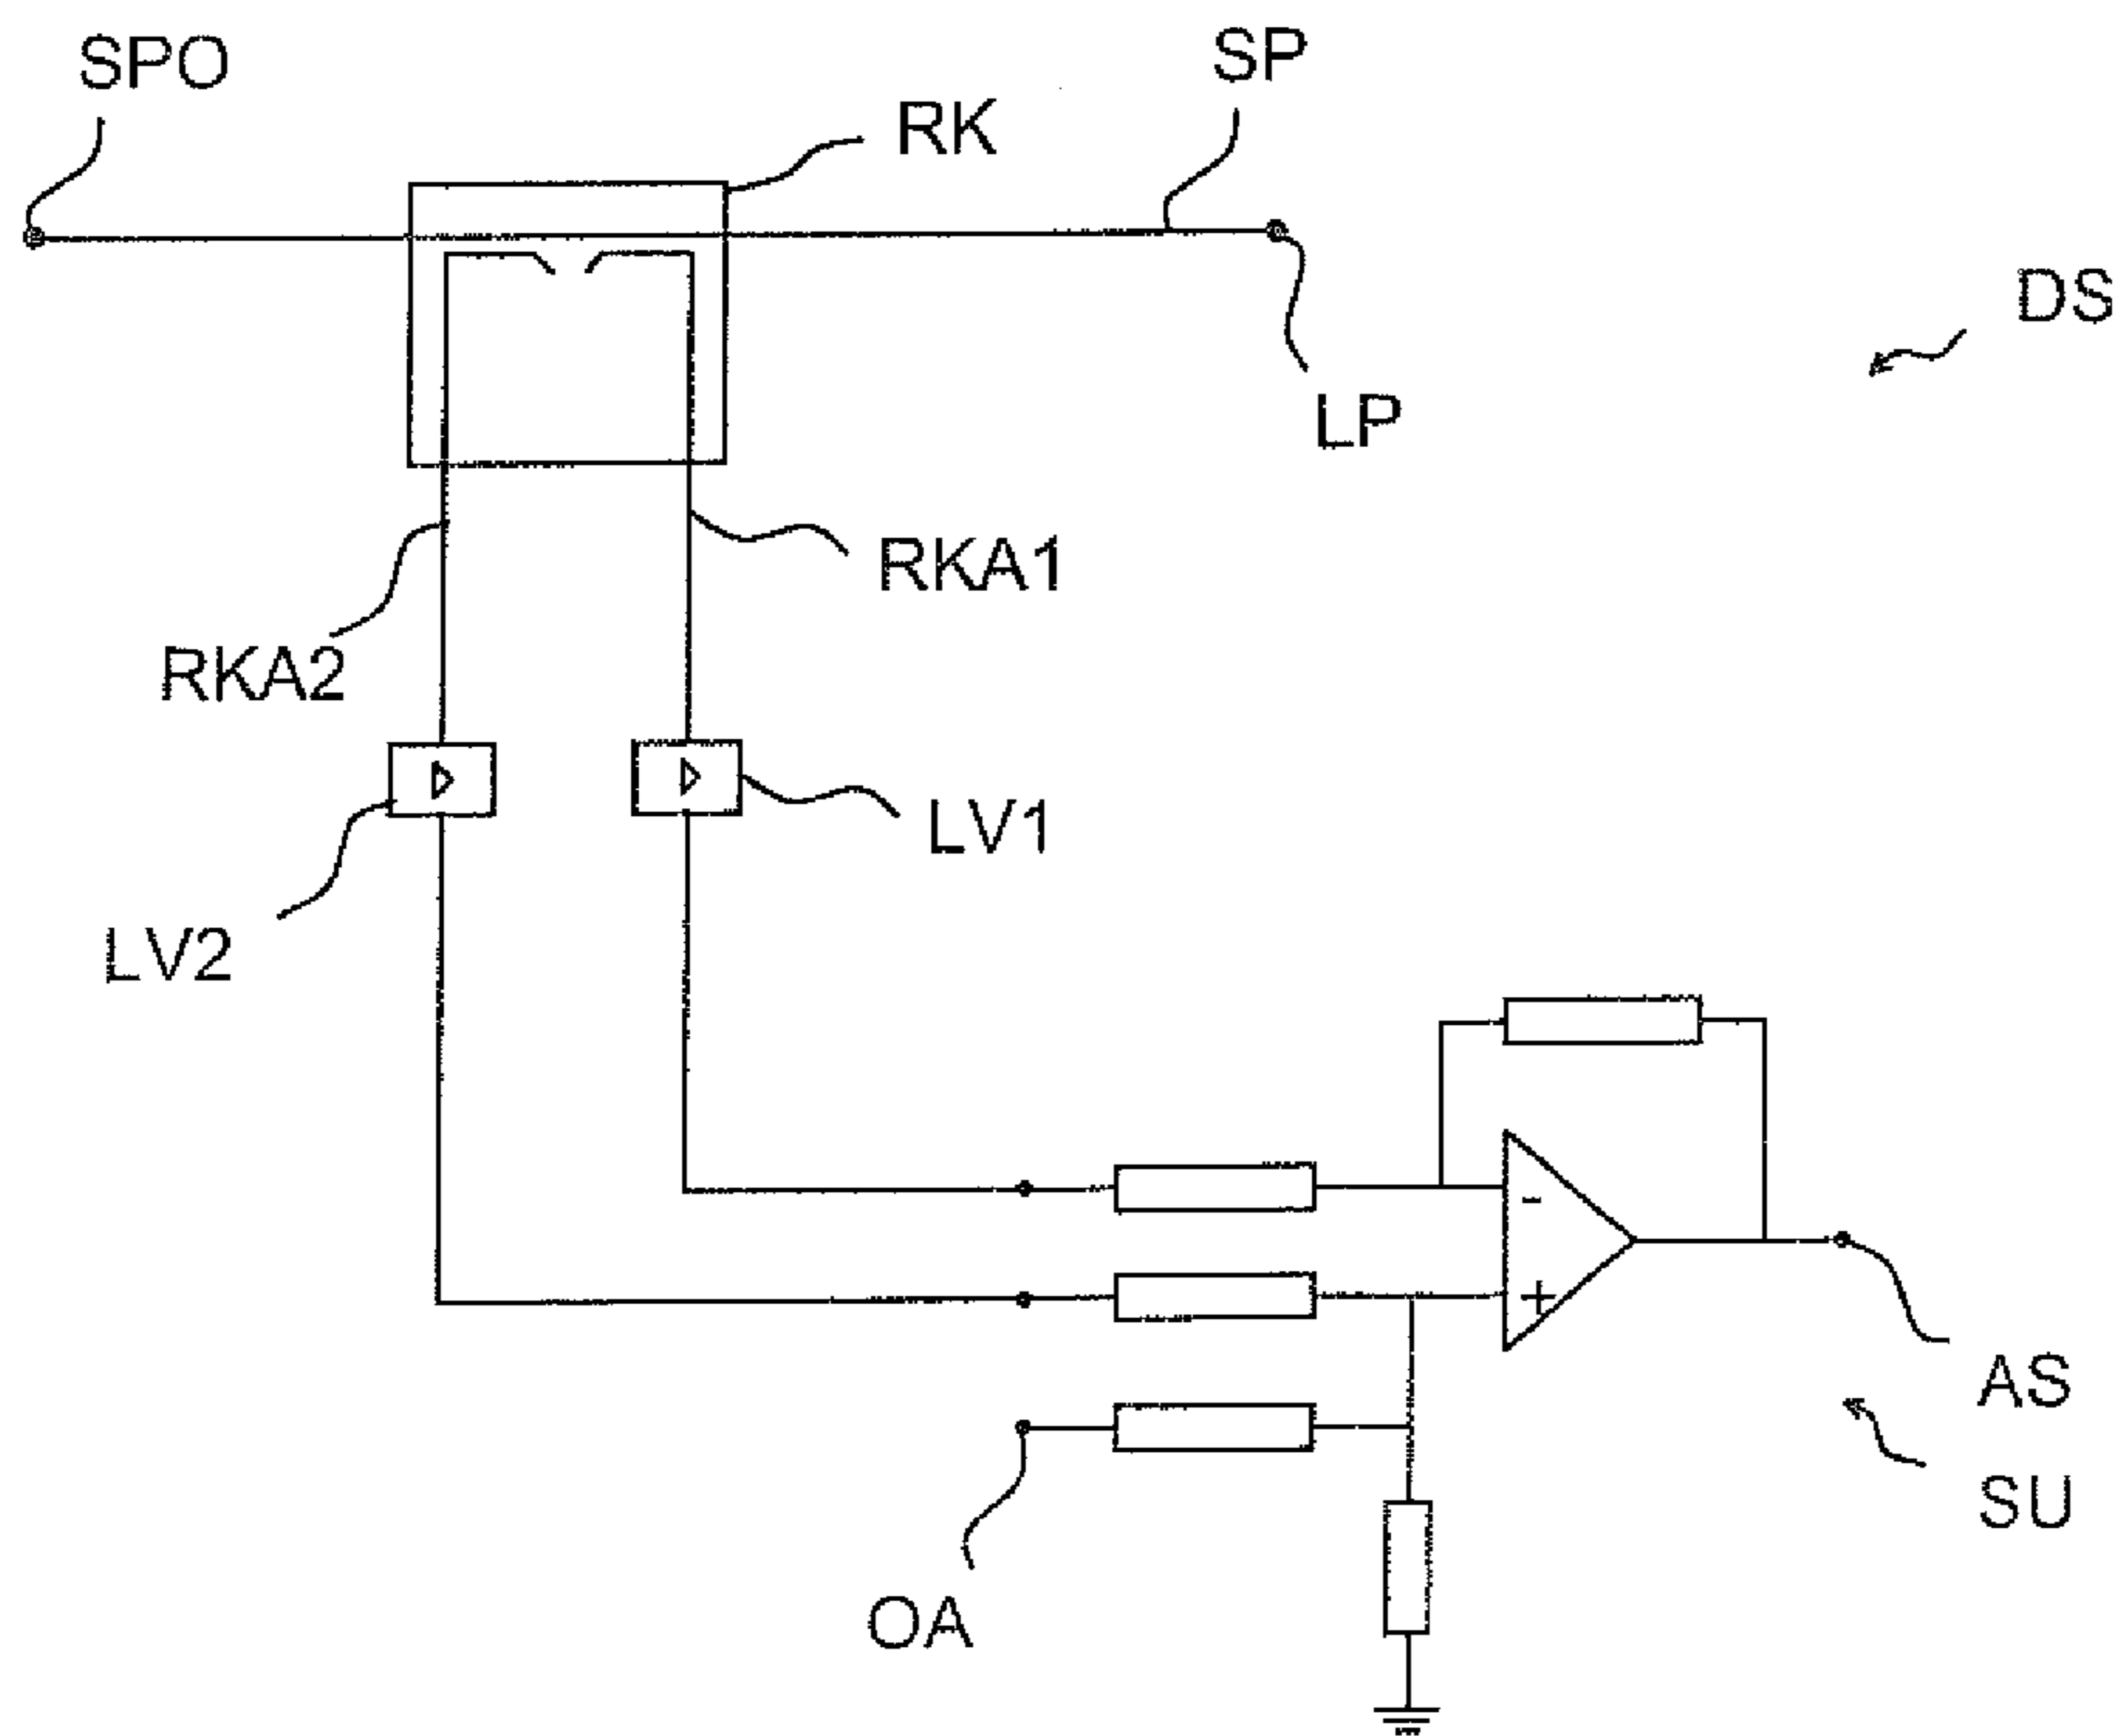 SPO
SP
RK
DS
LP
RKA1
RKA2
LV1
LV2
-
+
AS
SU
OA